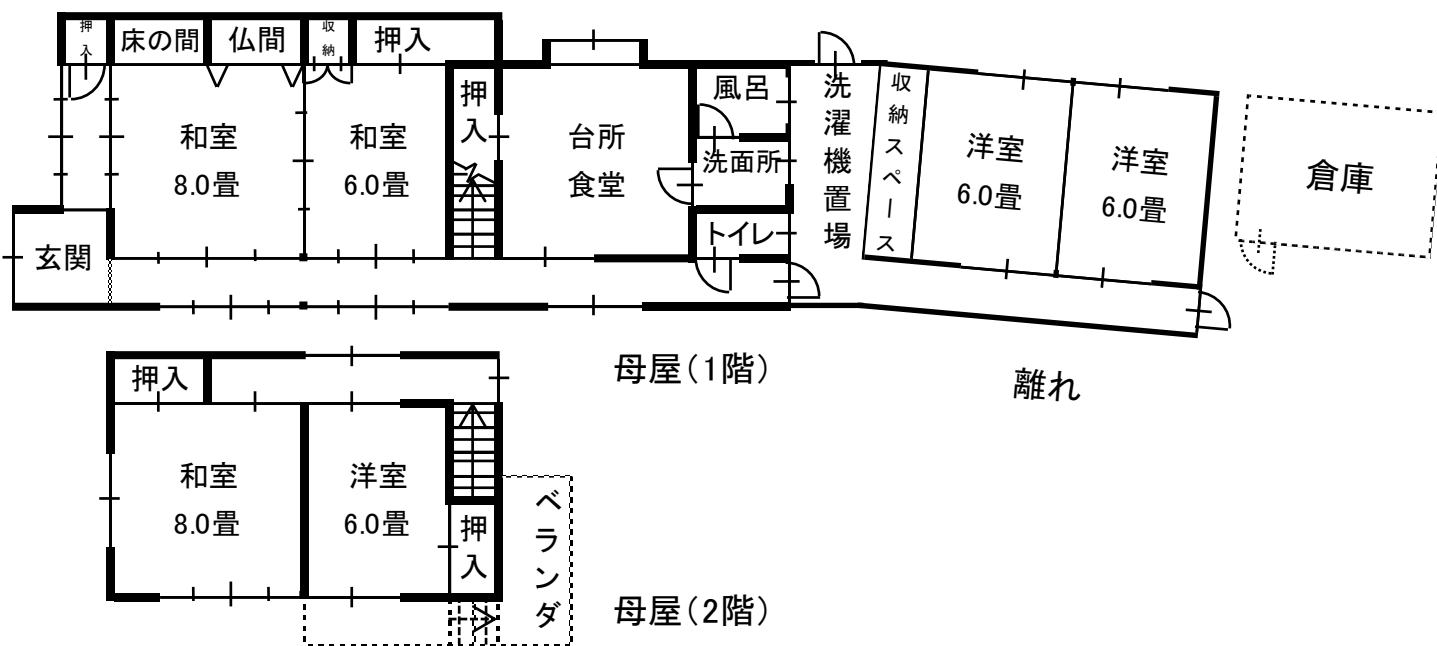 押入
床の間
仏間
収納
押入
和室
8.0畳
和室
6.0畳
押入
台所
食堂
風呂
洗面所
トイレ
洗濯機置場
収納スペース
洋室
6.0畳
洋室
6.0畳
倉庫
玄関
母屋(1階)
離れ
押入
和室
8.0畳
洋室
6.0畳
押入
ベランダ
母屋(2階)